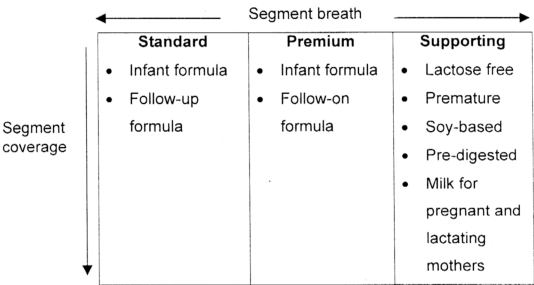 Segment breath
Standard
Premium
Supporting
• Infant formula
• Follow-up
formula
• Infant formula
• Follow-on
formula
• Lactose free
• Premature
• Soy-based
• Pre-digested
• Milk for
pregnant and
lactating
mothers
Segment
coverage